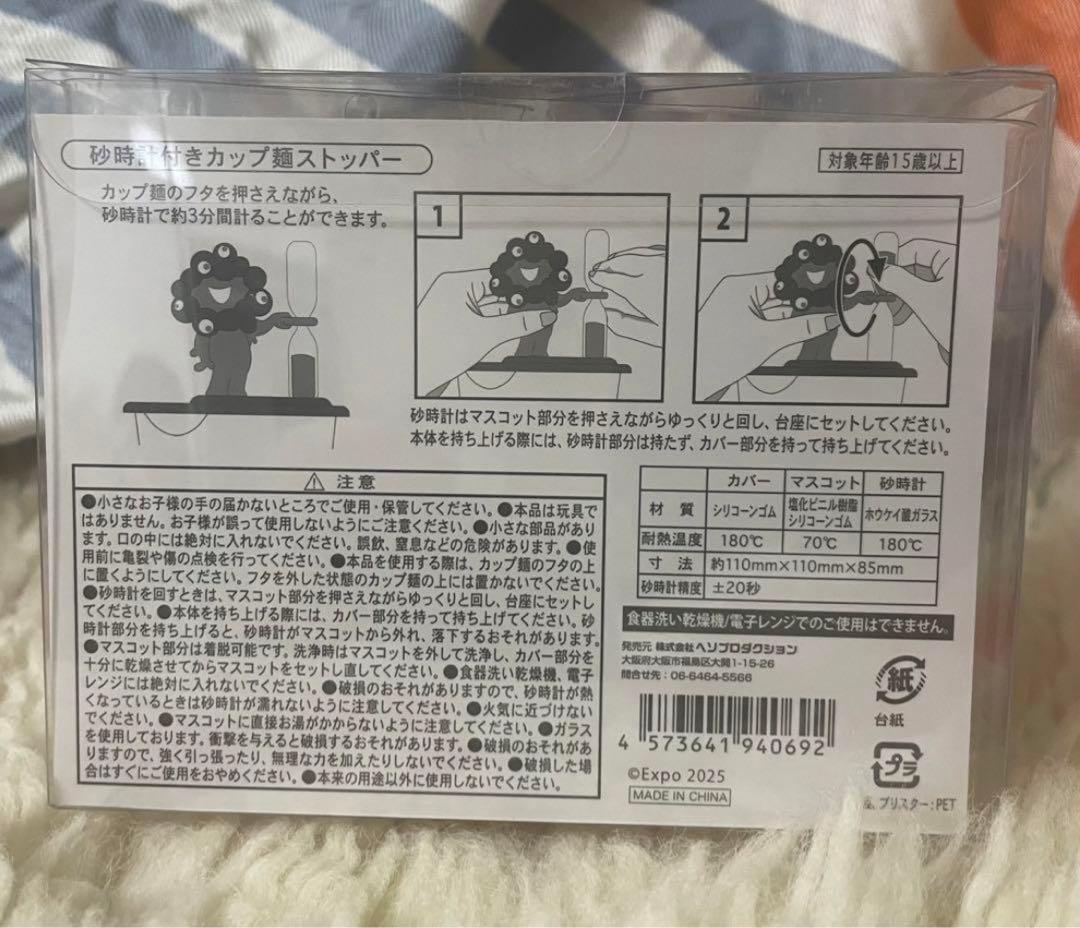 砂時計付きカップ麺ストッパー
対象年齢15歳以上
カップ麺のフタを押さえながら、
砂時計で約3分間計ることができます。
1
2
砂時計はマスコット部分を押さえながらゆっくりと回し、台座にセットしてください。
本体を持ち上げる際には、砂時計部分は持たず、カバー部分を持って持ち上げてください。
⚠ 注意
●小さなお子様の手の届かないところでご使用・保管してください。●本品は玩具で
はありません。お子様が誤って使用しないようにご注意ください。●小さな部品があり
ます。口の中には絶対に入れないでください。誤飲、窒息などの危険があります。●使
用前に亀裂や傷の点検を行ってください。●本品を使用する際は、カップ麺のフタの上
に置くようにしてください。フタを外した状態のカップ麺の上には置かないでください。
●砂時計を回すときは、マスコット部分を押さえながらゆっくりと回し、台座にセットし
てください。●本体を持ち上げる際には、カバー部分を持って持ち上げてください。砂
時計部分を持ち上げると、砂時計がマスコットから外れ、落下するおそれがあります。
●マスコット部分は着脱可能です。洗浄時はマスコットを外して洗浄し、カバー部分を
十分に乾燥させてからマスコットをセットし直してください。●食器洗い乾燥機、電子
レンジには絶対に入れないでください。●破損のおそれがありますので、砂時計が熱
くなっているときは砂時計が濡れないように注意してください。●火気に近づけない
でください。●マスコットに直接お湯がかからないように注意してください。●ガラス
を使用しております。衝撃を与えると破損するおそれがあります。●破損のおそれがあ
りますので、強く引っ張ったり、無理な力を加えたりしないでください。●破損した場
合はすぐにご使用をおやめください。●本来の用途以外に使用しないでください。
カバー マスコット 砂時計
材質 シリコーンゴム 塩化ビニル樹脂 シリコーンゴム ホウケイ酸ガラス
耐熱温度 180℃ 70℃ 180℃
寸法 約110mm×110mm×85mm
砂時計精度 ±20秒
食器洗い乾燥機/電子レンジでのご使用はできません。
発売元 株式会社ヘソプロダクション
大阪府大阪市福島区大開1-15-26
問合せ先：06-6464-5566
4 573641 940692
©Expo 2025
MADE IN CHINA
紙
台紙
プラ
ブリスター：PET